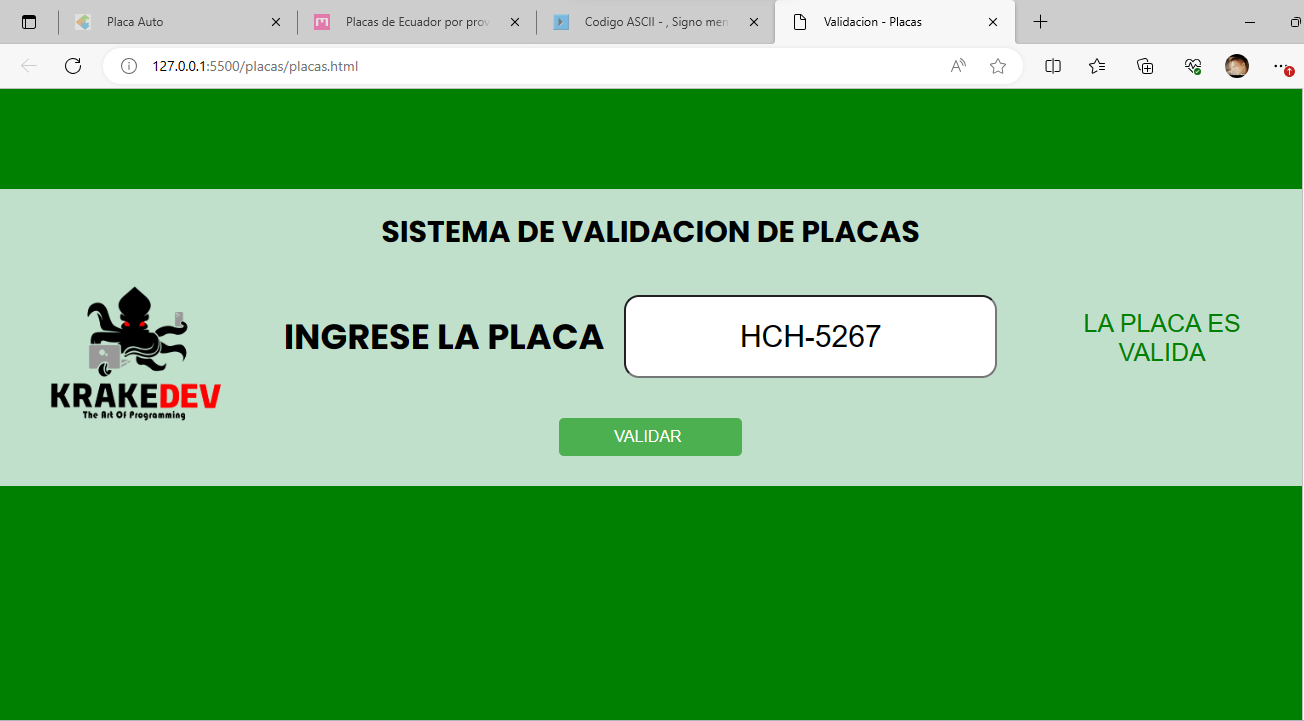 Placa Auto
Placas de Ecuador por prov
Codigo ASCII - , Signo men
Validacion - Placas
127.0.0.1:5500/placas/placas.html
SISTEMA DE VALIDACION DE PLACAS
KRAKEDEV
The Art Of Programming
INGRESE LA PLACA
HCH-5267
LA PLACA ES
VALIDA
VALIDAR